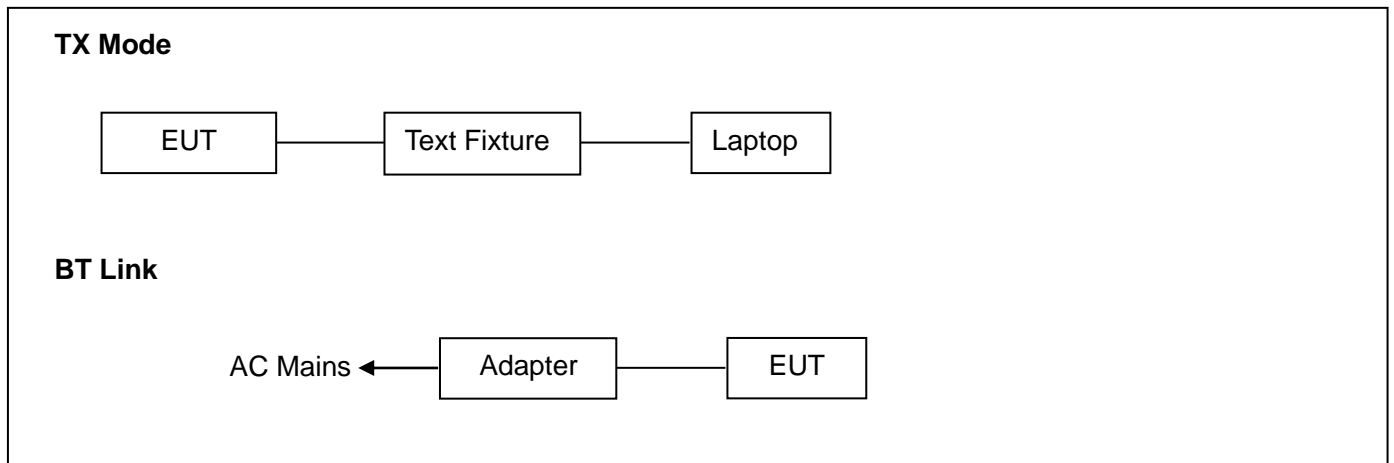 TX Mode
EUT
Text Fixture
Laptop
BT Link
AC Mains
Adapter
EUT